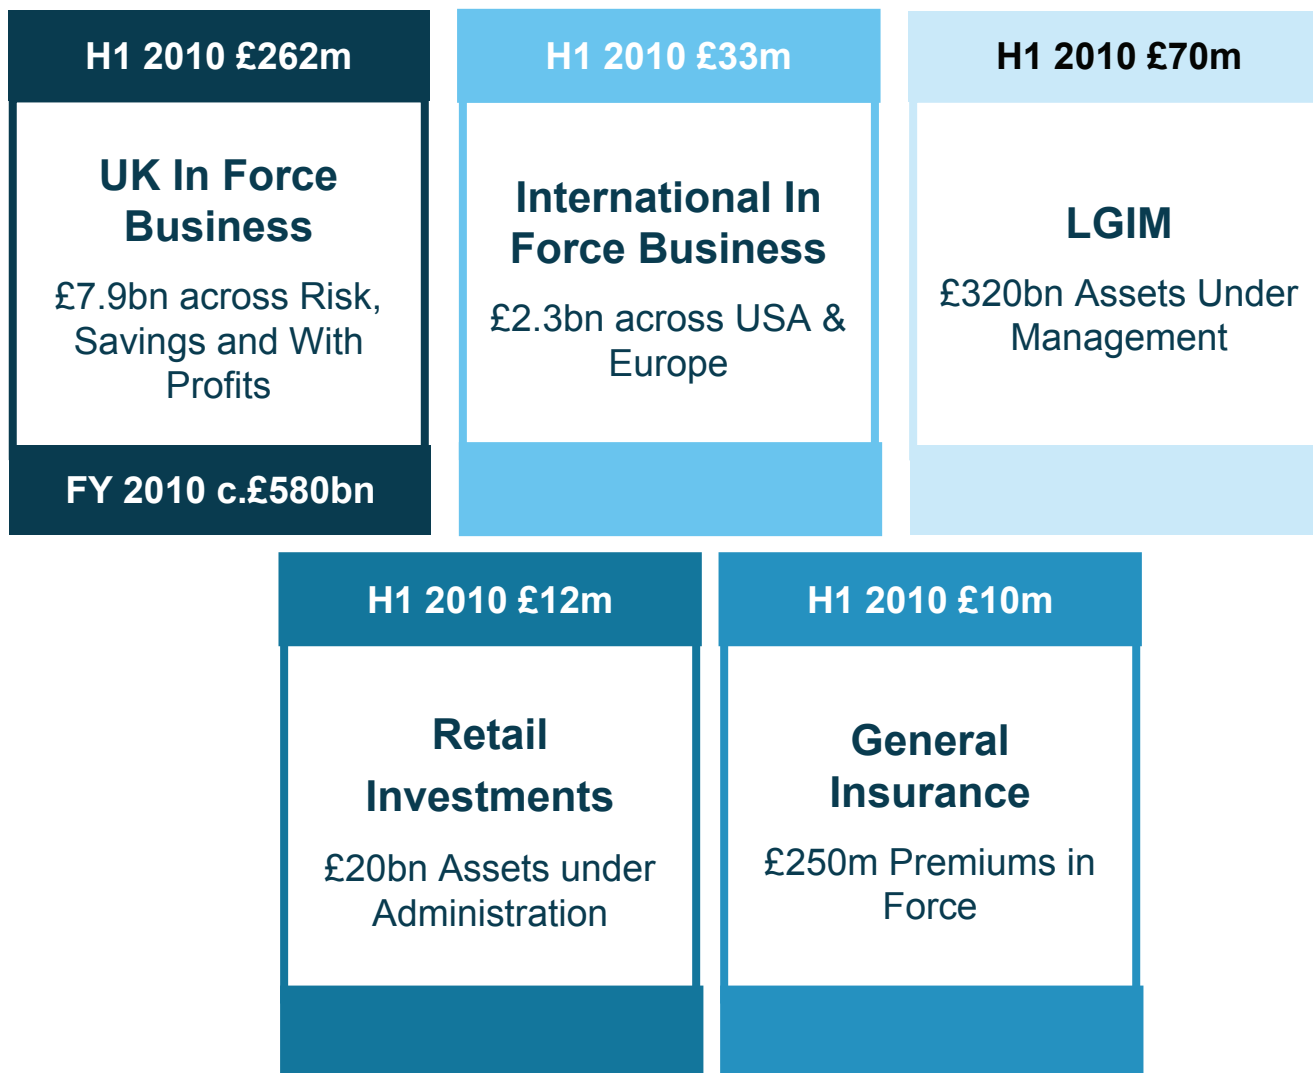 H1 2010 £262m
UK In Force
Business
£7.9bn across Risk,
Savings and With
Profits
FY 2010 c.£580bn
H1 2010 £33m
International In
Force Business
£2.3bn across USA &
Europe
H1 2010 £70m
LGIM
£320bn Assets Under
Management
H1 2010 £12m
Retail
Investments
£20bn Assets under
Administration
H1 2010 £10m
General
Insurance
£250m Premiums in
Force